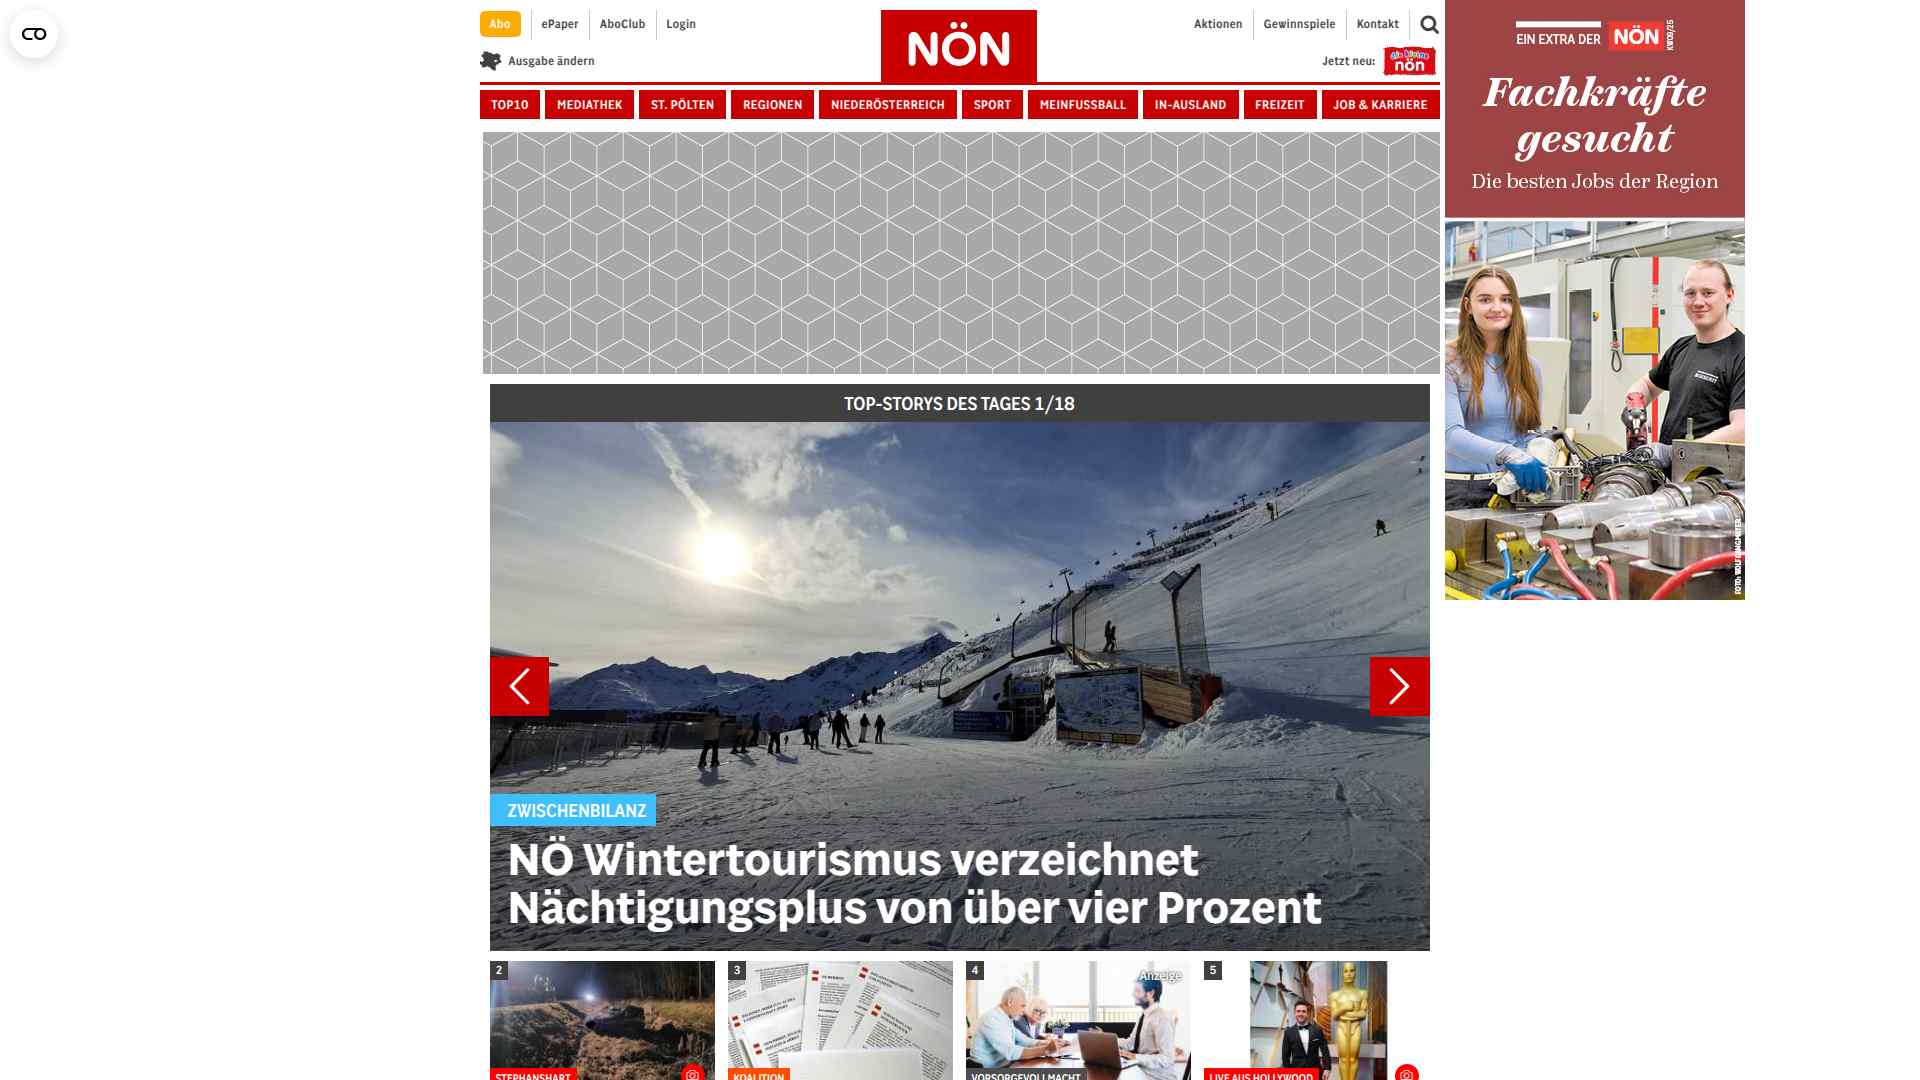 Abo
ePaper
AboClub
Login
NÖN
Aktionen
Gewinnspiele
Kontakt
Ausgabe ändern
Jetzt neu:
nön
TOP10
MEDIATHEK
ST. PÖLTEN
REGIONEN
NIEDERÖSTERREICH
SPORT
MEINFUSSBALL
IN-AUSLAND
FREIZEIT
JOB & KARRIERE
EIN EXTRA DER NÖN KW09/25
Fachkräfte
gesucht
Die besten Jobs der Region
TOP-STORYS DES TAGES 1/18
ZWISCHENBILANZ
NÖ Wintertourismus verzeichnet
Nächtigungsplus von über vier Prozent
2
3
4
Anzeige
5
STEPHANSHART
KOALITION
VORSORGEVOLLMACHT
LIVE AUS HOLLYWOOD